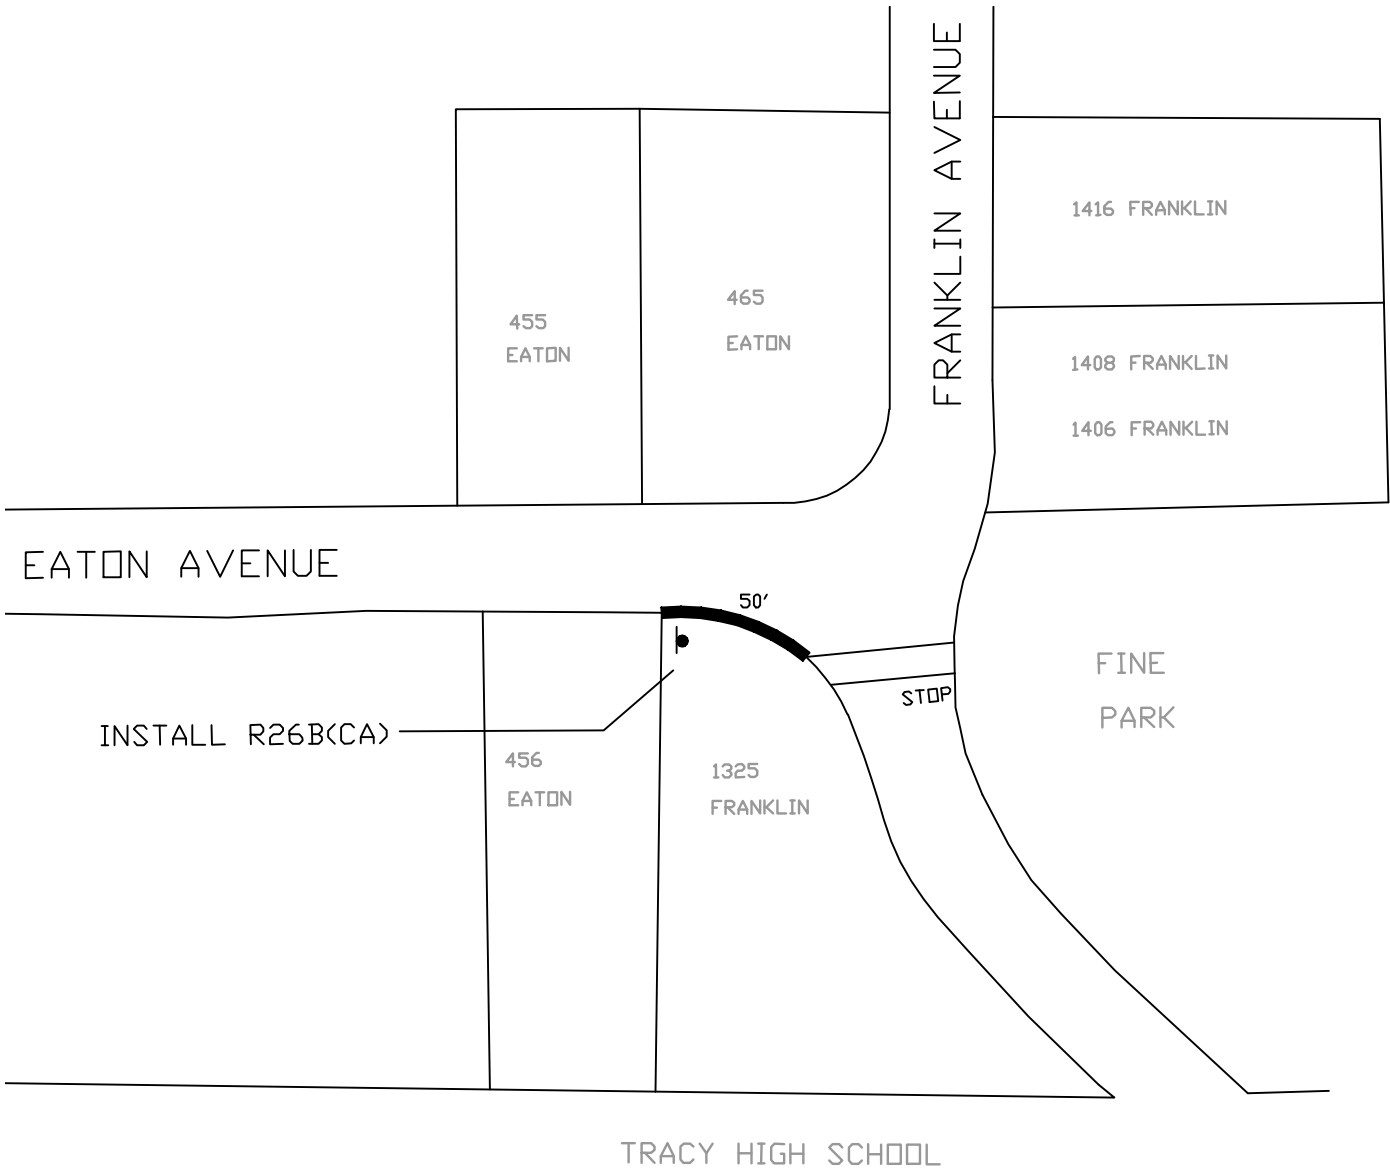 FRANKLIN AVENUE
1416 FRANKLIN
465
EATON
455
EATON
1408 FRANKLIN
1406 FRANKLIN
EATON AVENUE
50'
STOP
FINE
PARK
INSTALL R26B(CA)
456
EATON
1325
FRANKLIN
TRACY HIGH SCHOOL